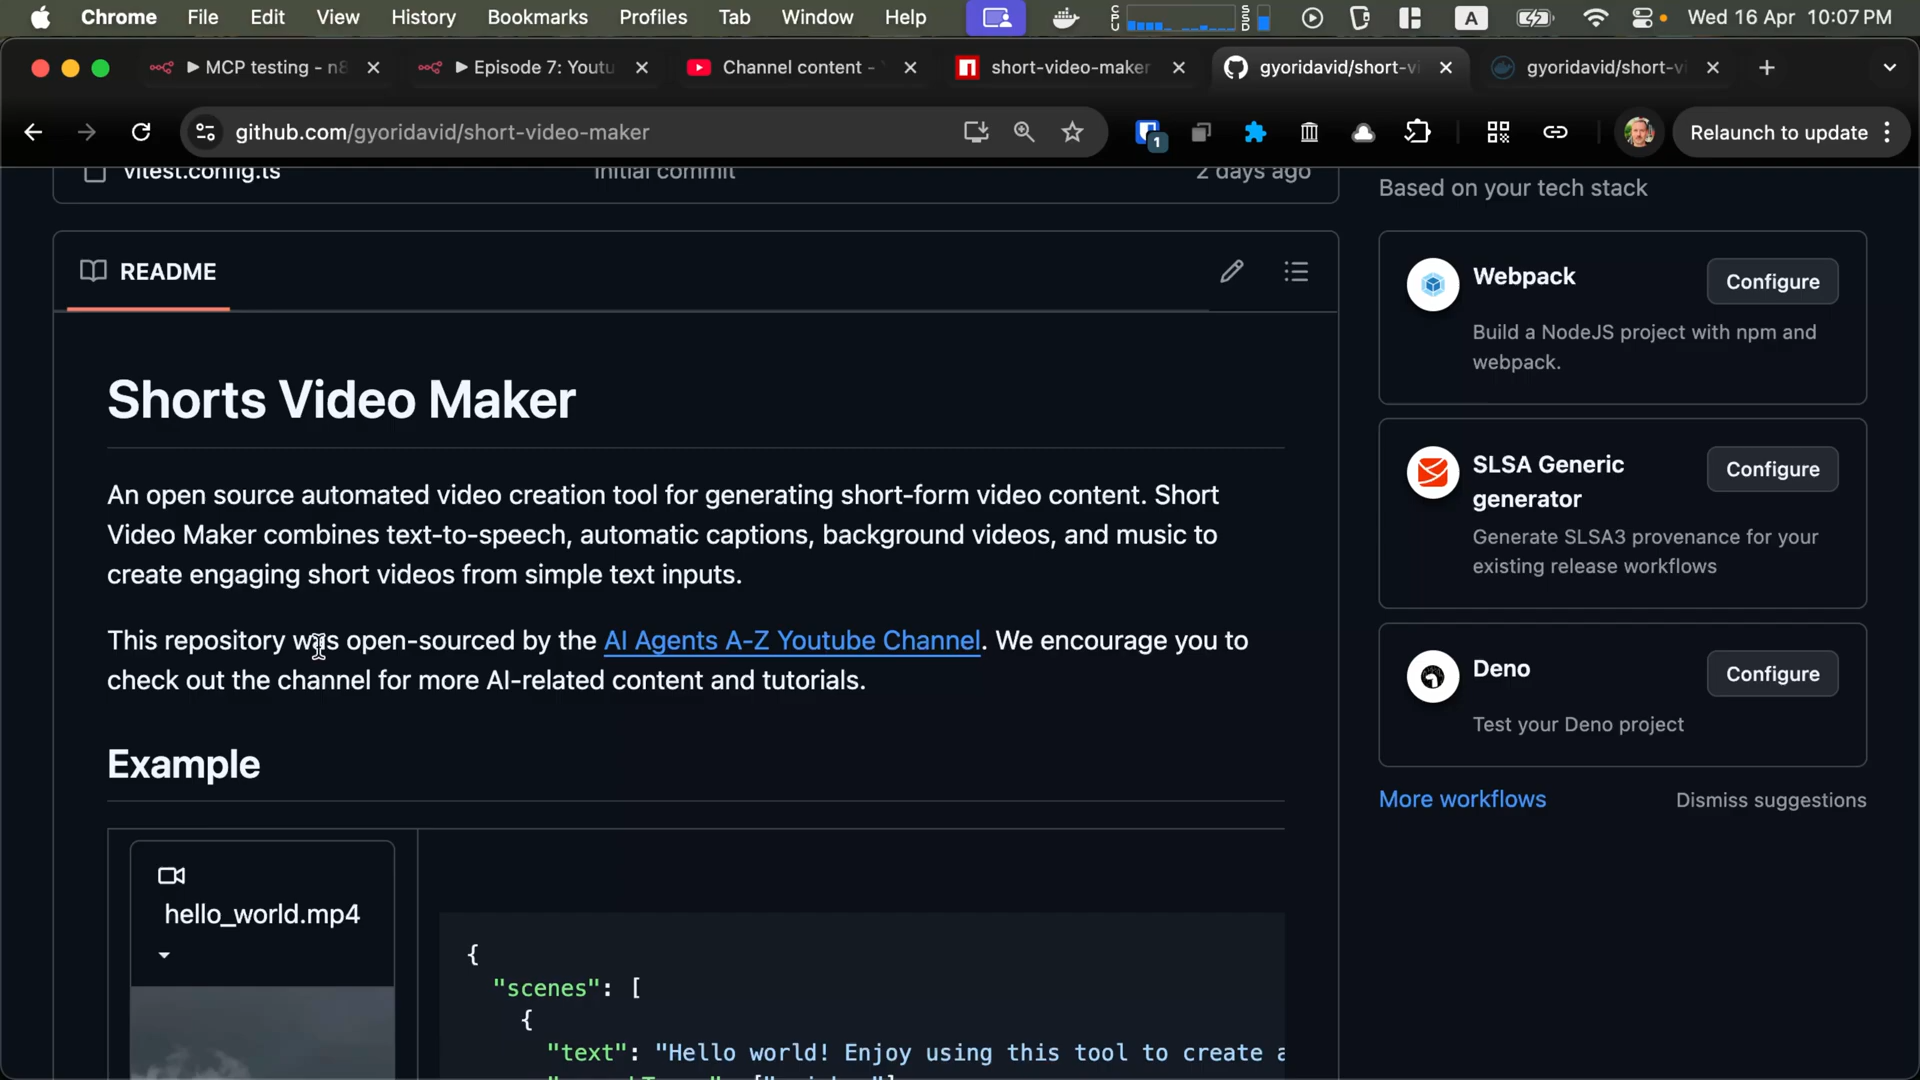 Chrome File Edit View History Bookmarks Profiles Tab Window Help CPU SSD A Wed 16 Apr 10:07 PM
MCP testing - n8 Episode 7: Youtu Channel content - short-video-maker gyoridavid/short-vi gyoridavid/short-vi
github.com/gyoridavid/short-video-maker 1 Relaunch to update
vitest.config.ts Initial commit 2 days ago
README
Shorts Video Maker
An open source automated video creation tool for generating short-form video content. Short
Video Maker combines text-to-speech, automatic captions, background videos, and music to
create engaging short videos from simple text inputs.
This repository was open-sourced by the AI Agents A-Z Youtube Channel. We encourage you to
check out the channel for more AI-related content and tutorials.
Example
hello_world.mp4
{
"scenes": [
{
"text": "Hello world! Enjoy using this tool to create a
Based on your tech stack
Webpack Configure
Build a NodeJS project with npm and
webpack.
SLSA Generic
generator Configure
Generate SLSA3 provenance for your
existing release workflows
Deno Configure
Test your Deno project
More workflows Dismiss suggestions